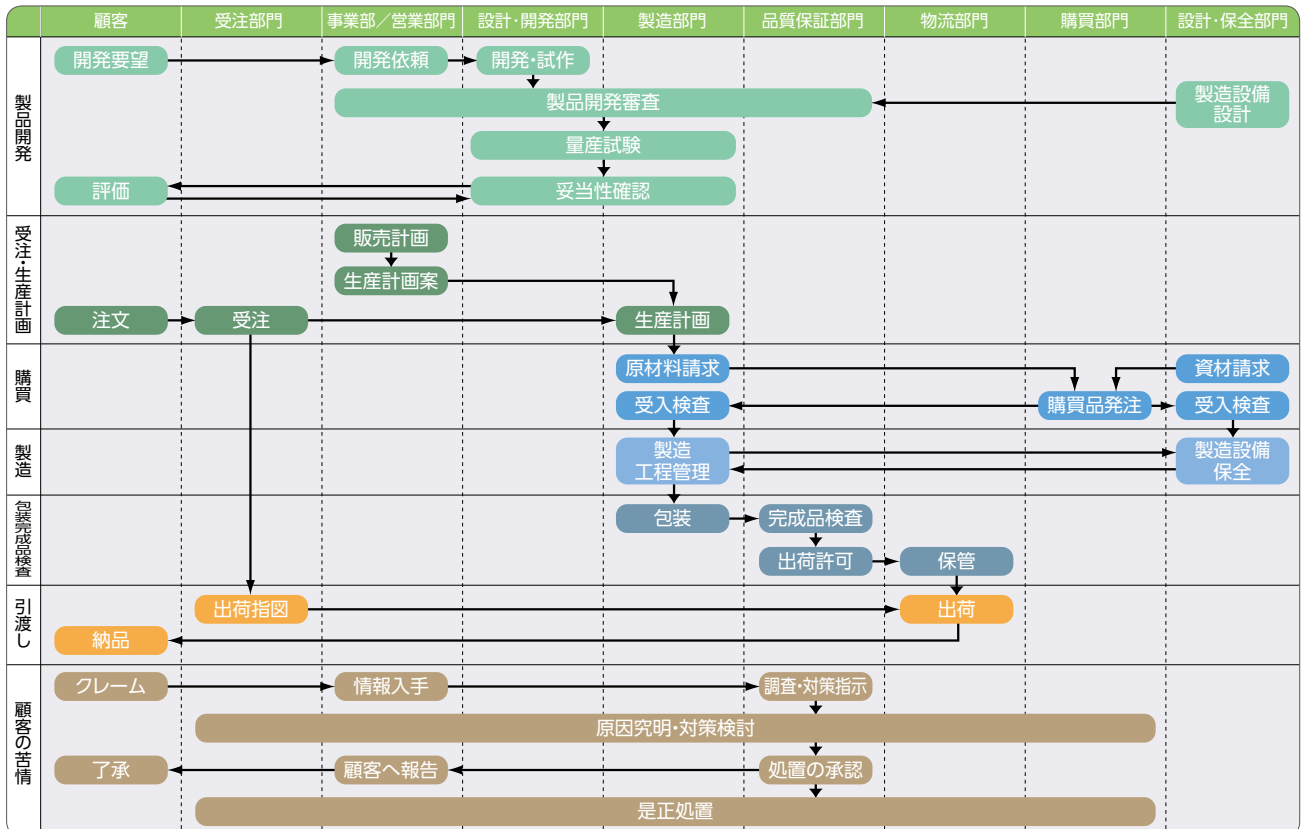 顧客
受注部門
事業部/営業部門
設計・開発部門
製造部門
品質保証部門
物流部門
購買部門
設計・保全部門
製品開発
開発要望
開発依頼
開発・試作
製品開発審査
製造設備
設計
量産試験
評価
妥当性確認
受注・生産計画
販売計画
生産計画案
注文
受注
生産計画
購買
原材料請求
資材請求
受入検査
購買品発注
受入検査
製造
製造
工程管理
製造設備
保全
包装完成品検査
包装
完成品検査
出荷許可
保管
引渡し
出荷指図
出荷
納品
顧客の苦情
クレーム
情報入手
調査・対策指示
原因究明・対策検討
了承
顧客へ報告
処置の承認
是正処置